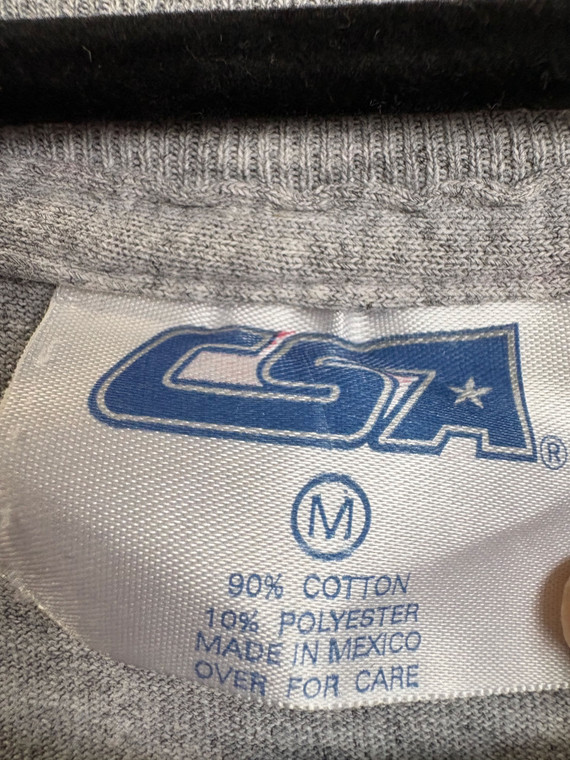 CSA®
M
90% COTTON
10% POLYESTER
MADE IN MEXICO
OVER FOR CARE